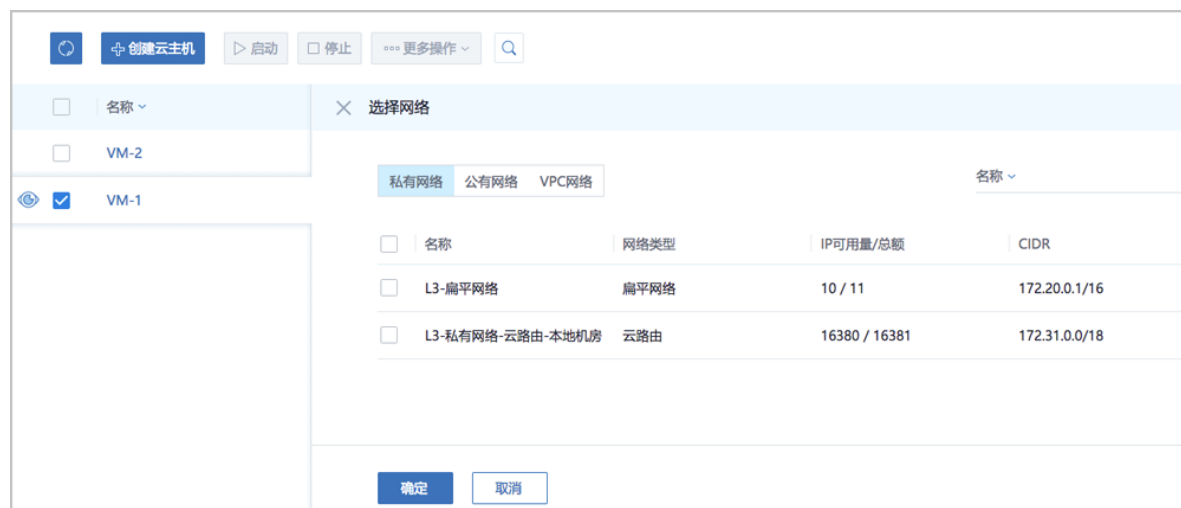 创建云主机 启动 停止 更多操作
名称 选择网络
VM-2
私有网络 公有网络 VPC网络 名称
VM-1
名称 网络类型 IP可用量/总额 CIDR
L3-扁平网络 扁平网络 10 / 11 172.20.0.1/16
L3-私有网络-云路由-本地机房 云路由 16380 / 16381 172.31.0.0/18
确定 取消